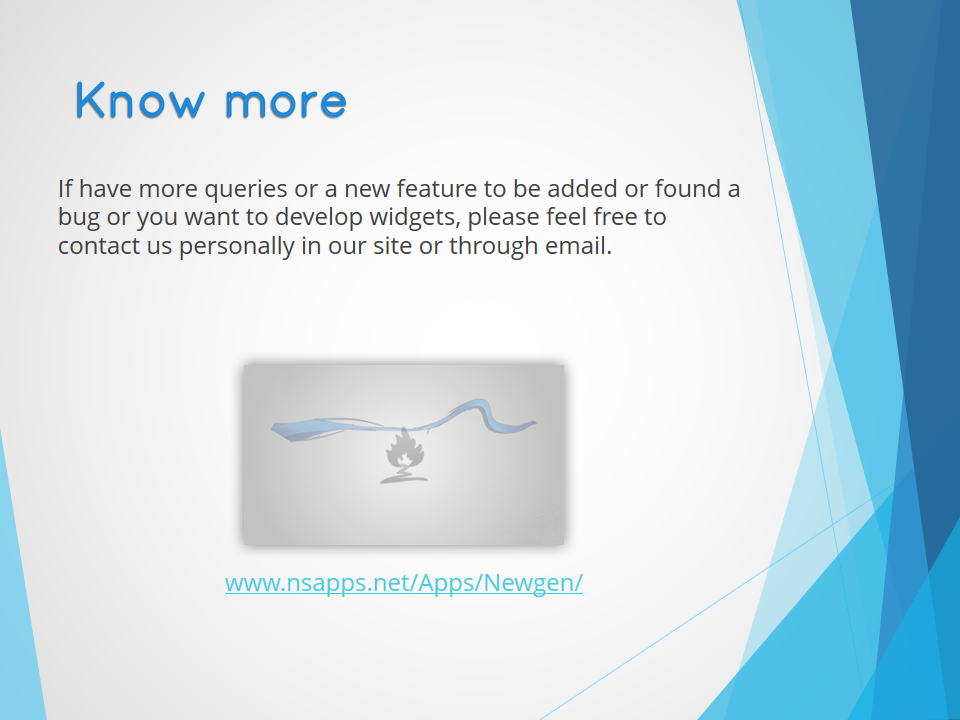 Know more
If have more queries or a new feature to be added or found a
bug or you want to develop widgets, please feel free to
contact us personally in our site or through email.
www.nsapps.net/Apps/Newgen/